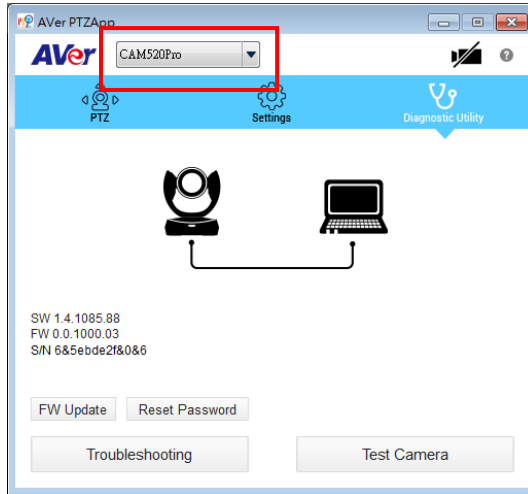 AVer PTZApp
AVer CAM520Pro ?
PTZ Settings Diagnostic Utility
SW 1.4.1085.88
FW 0.0.1000.03
S/N 6&5ebde2f&0&6
FW Update Reset Password
Troubleshooting Test Camera